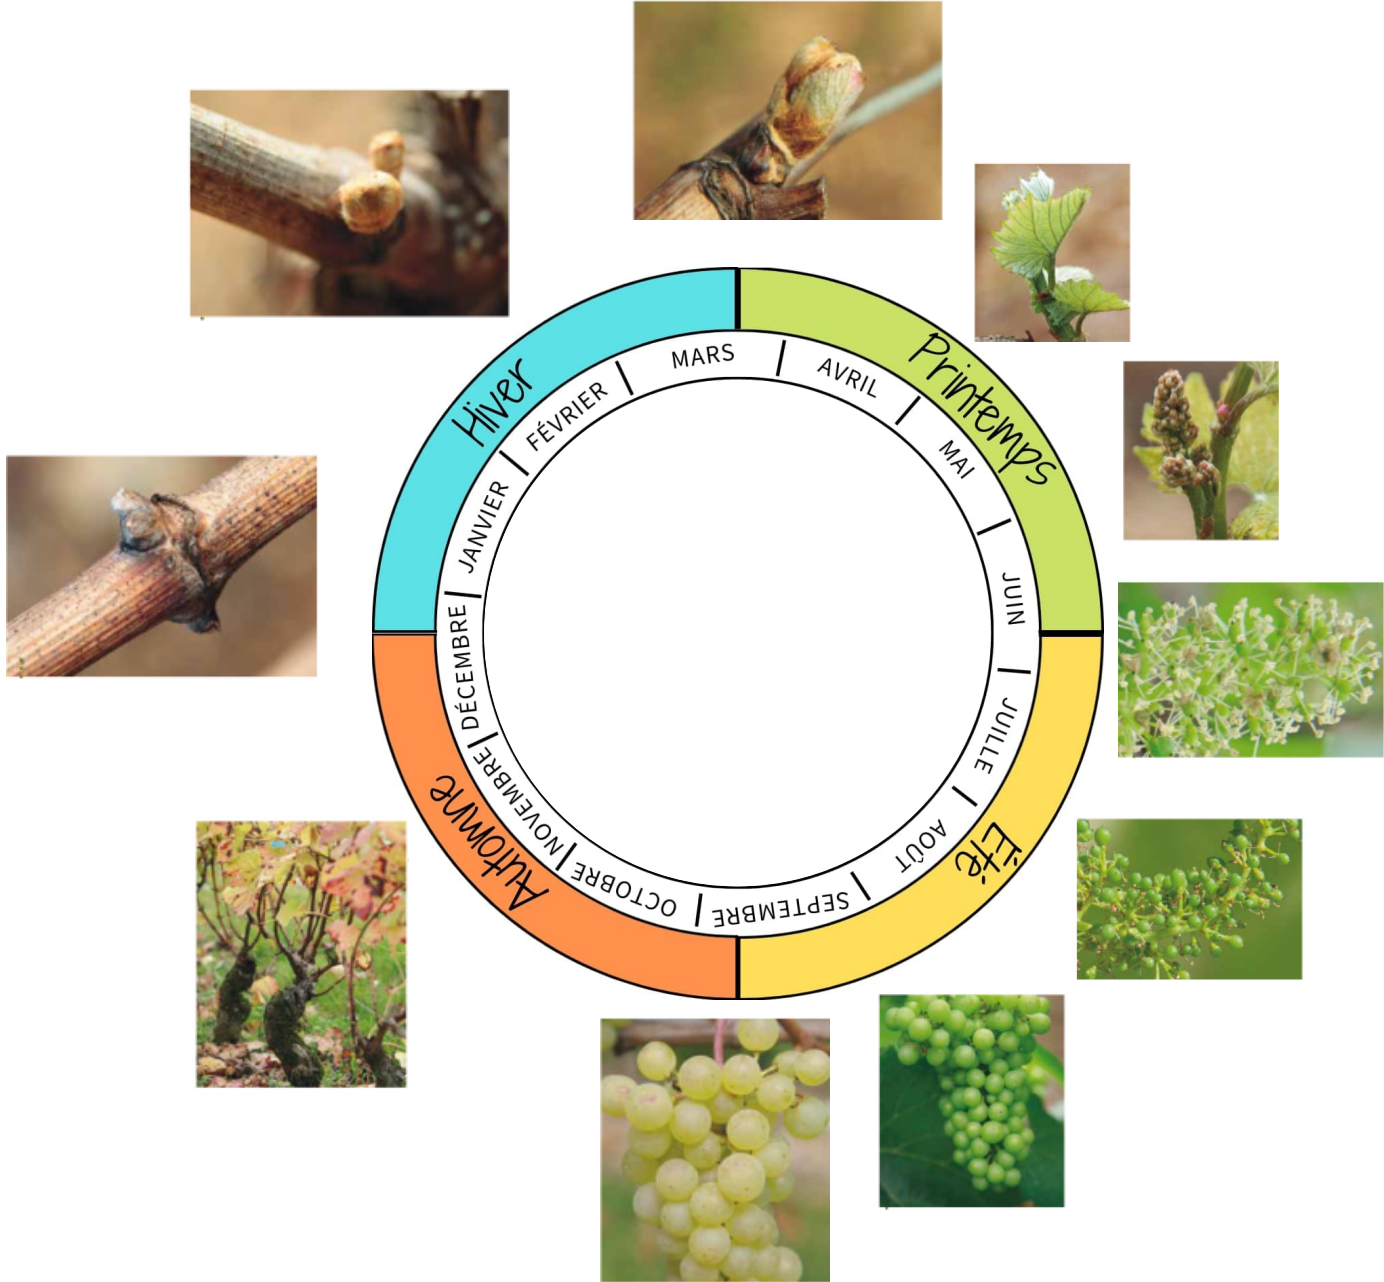 Hiver
Printemps
Été
Automne
JANVIER
FÉVRIER
MARS
AVRIL
MAI
JUIN
JUILLE
AOÛT
SEPTEMBRE
OCTOBRE
NOVEMBRE
DÉCEMBRE